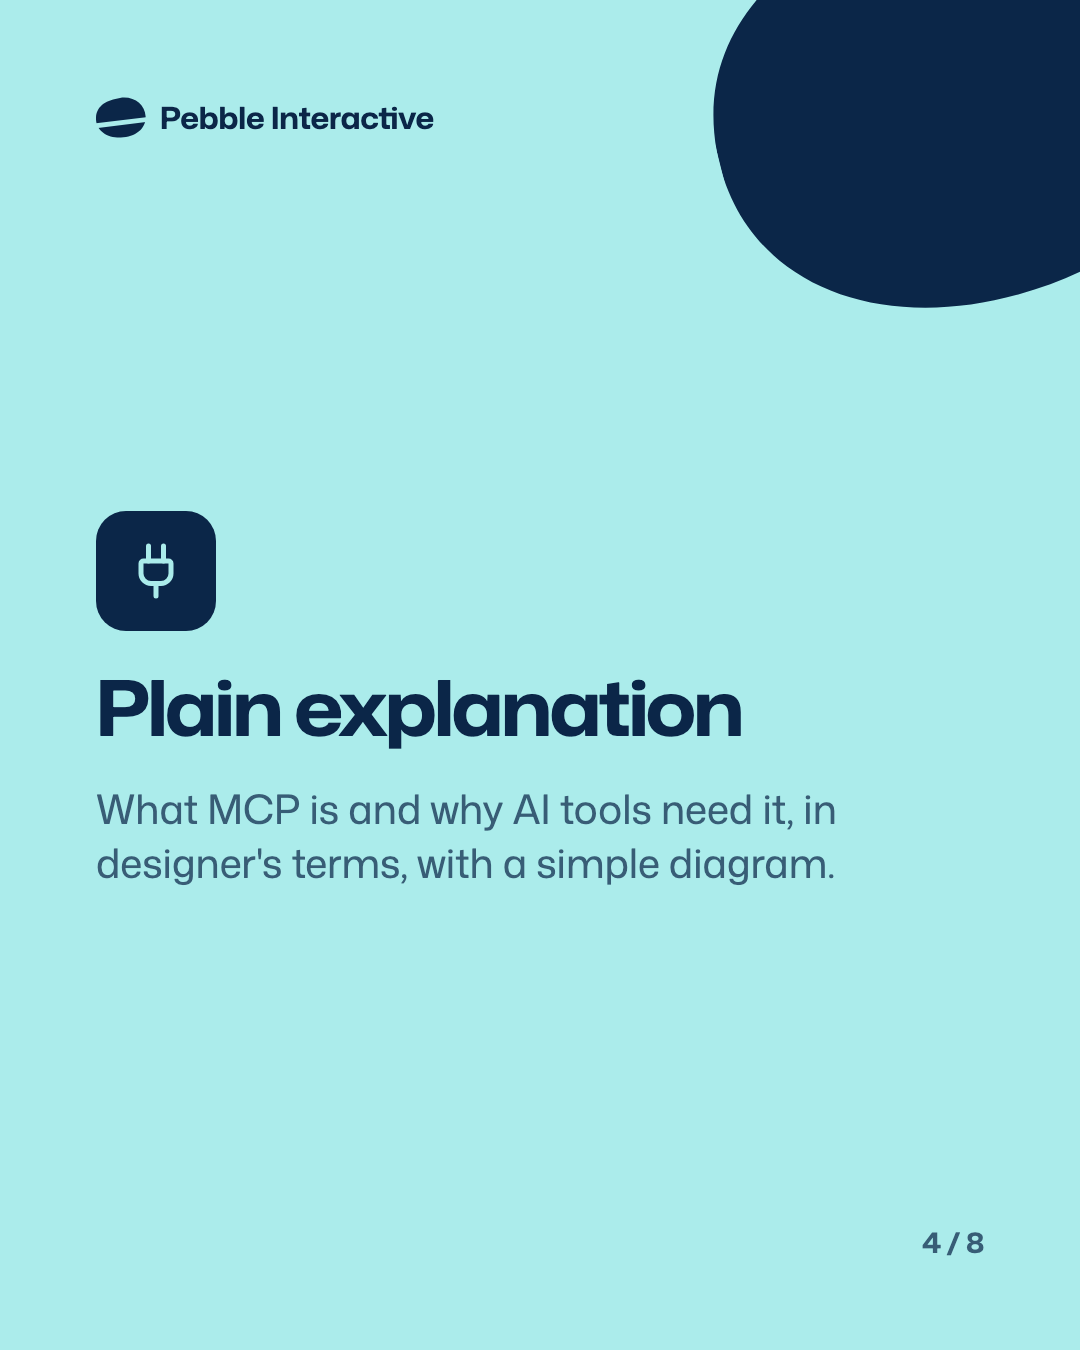 Pebble Interactive
Plain explanation
What MCP is and why AI tools need it, in
designer's terms, with a simple diagram.
4 / 8